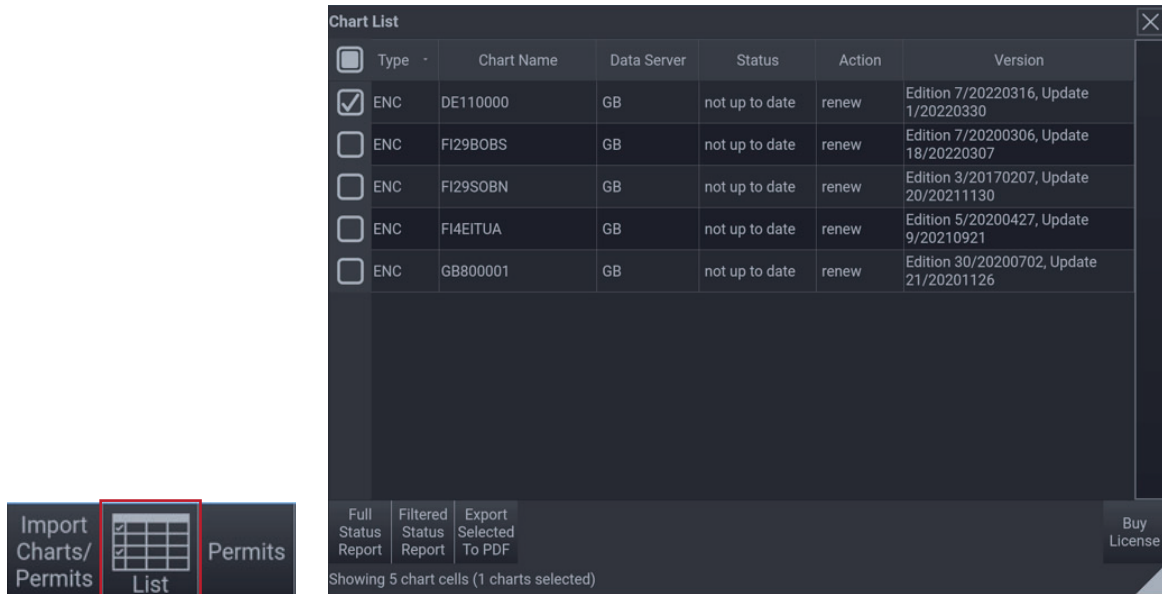 Chart List
Type Chart Name Data Server Status Action Version
ENC DE110000 GB not up to date renew Edition 7/20220316, Update
1/20220330
ENC FI29BOBS GB not up to date renew Edition 7/20200306, Update
18/20220307
ENC FI29SOBN GB not up to date renew Edition 3/20170207, Update
20/20211130
ENC FI4EITUA GB not up to date renew Edition 5/20200427, Update
9/20210921
ENC GB800001 GB not up to date renew Edition 30/20200702, Update
21/20201126
Full
Status
Report
Filtered
Status
Report
Export
Selected
To PDF
Buy
License
Showing 5 chart cells (1 charts selected)
Import
Charts/
Permits
List
Permits